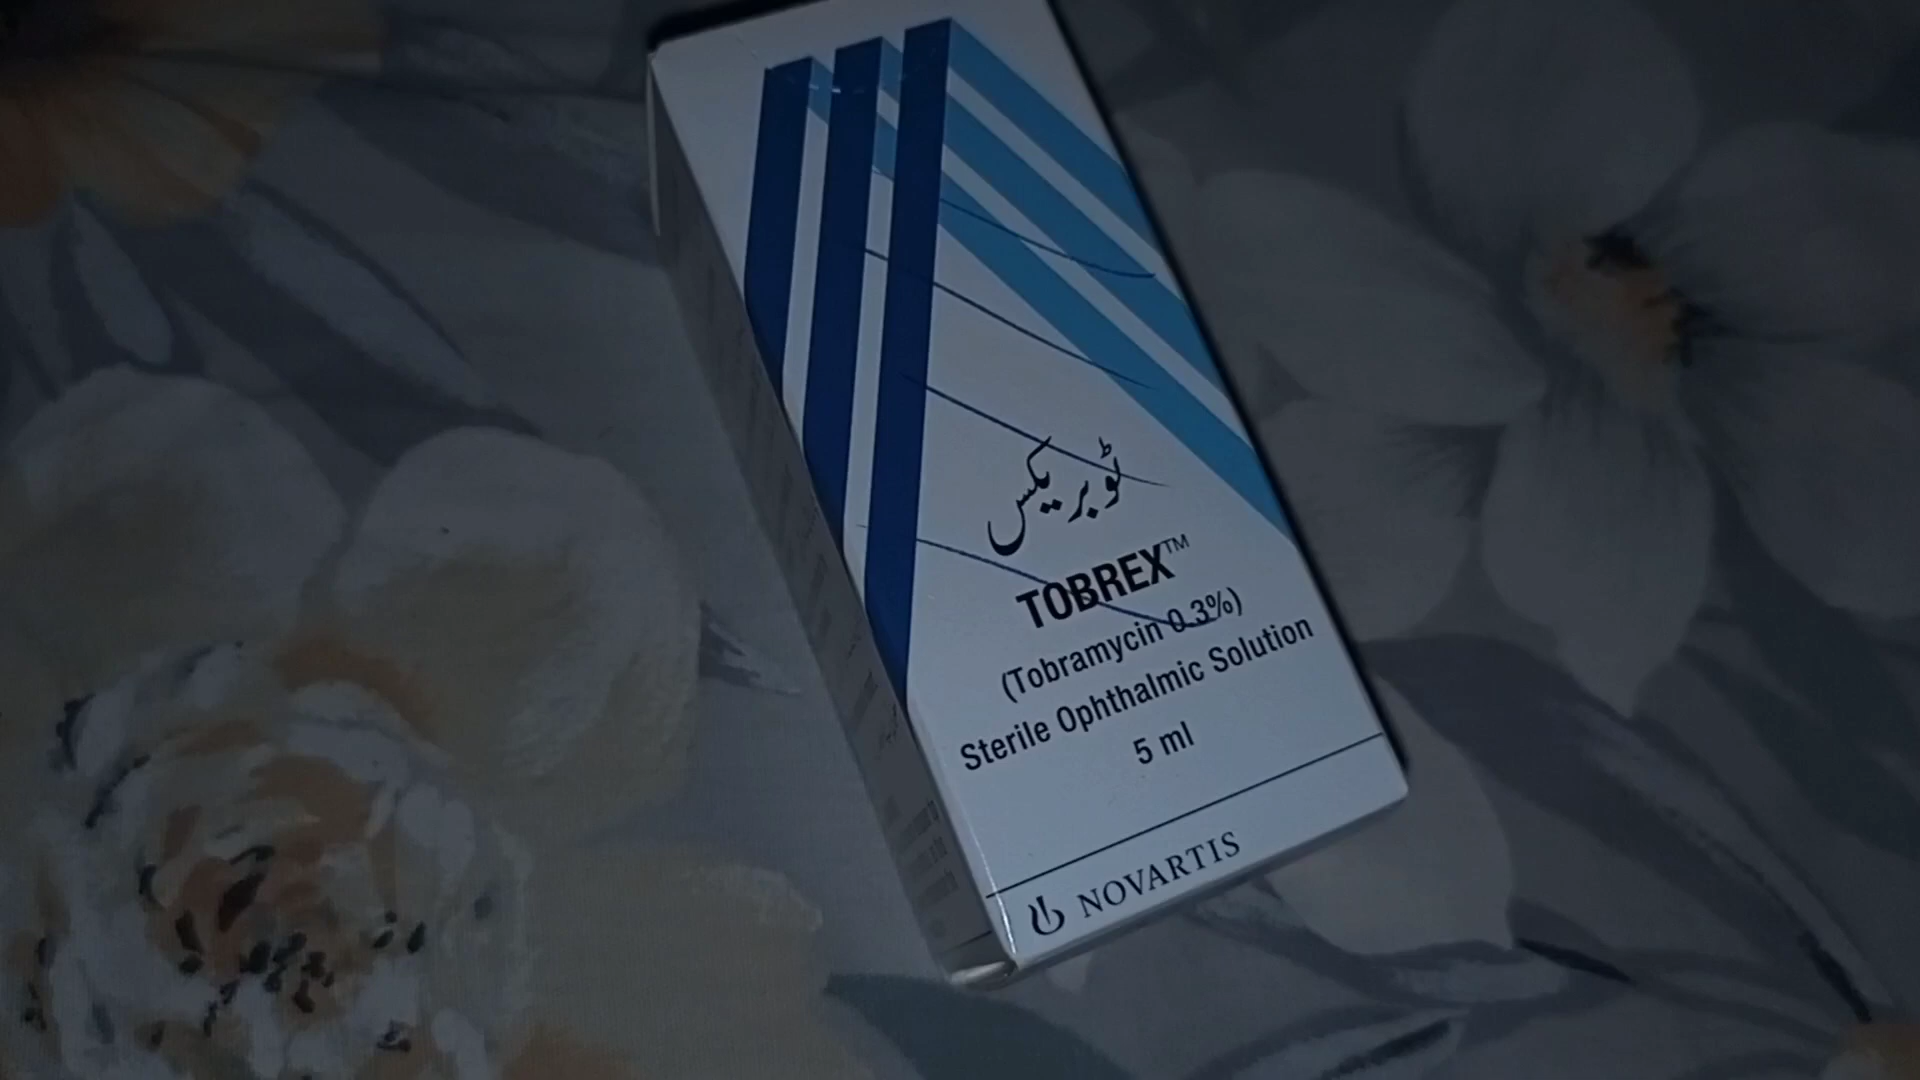 ٹوبریکس
TOBREX™
(Tobramycin 0.3%)
Sterile Ophthalmic Solution
5 ml
NOVARTIS